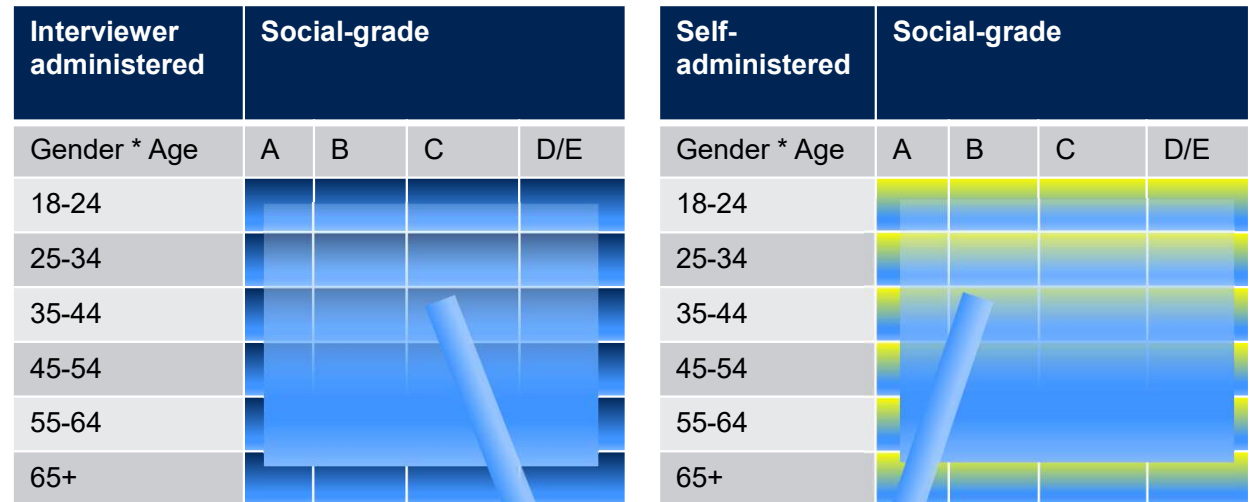 Interviewer
administered
Social-grade
Gender * Age A B C D/E
18-24
25-34
35-44
45-54
55-64
65+
Self-
administered
Social-grade
Gender * Age A B C D/E
18-24
25-34
35-44
45-54
55-64
65+